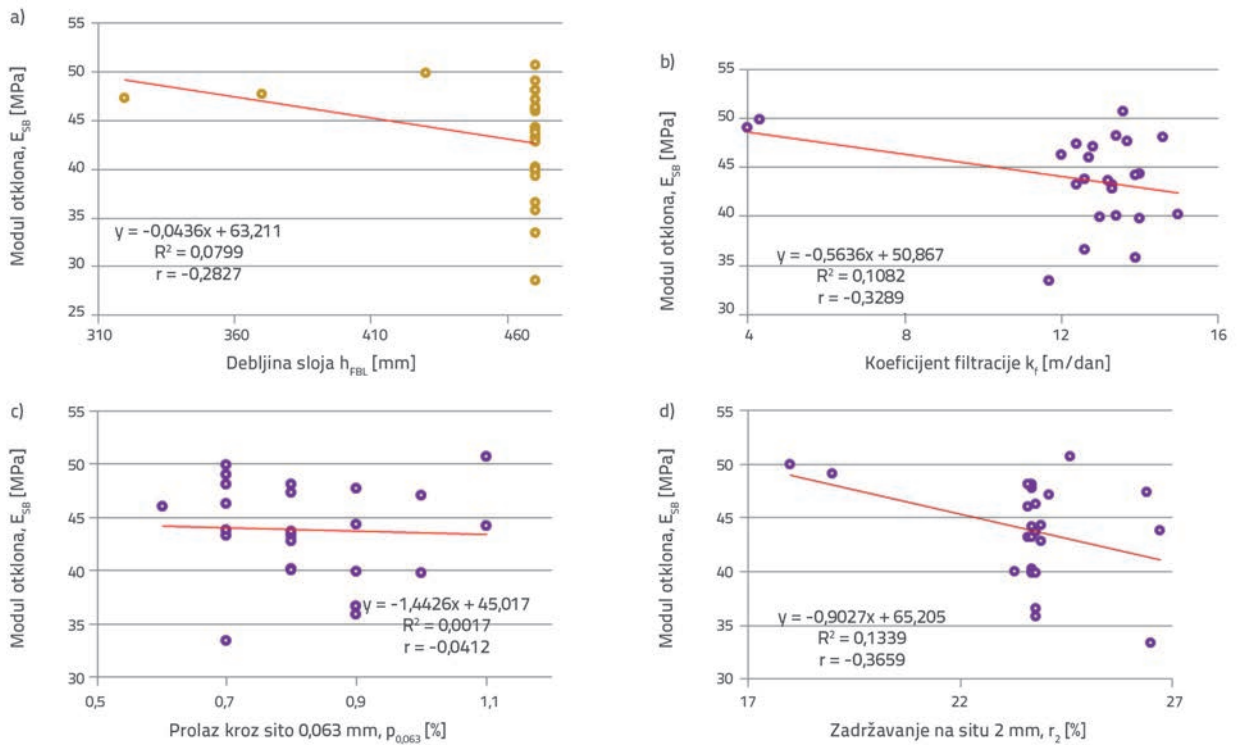 a)
Modul otklona, E_SB [MPa]
55
50
45
40
35
30
25
y = -0,0436x + 63,211
R² = 0,0799
r = -0,2827
310
360
410
460
Debljina sloja h_FBL [mm]
b)
Modul otklona, E_SB [MPa]
55
50
45
40
35
30
y = -0,5636x + 50,867
R² = 0,1082
r = -0,3289
4
8
12
16
Koeficijent filtracije k_f [m/dan]
c)
Modul otklona, E_SB [MPa]
55
50
45
40
35
30
y = -1,4426x + 45,017
R² = 0,0017
r = -0,0412
0,5
0,7
0,9
1,1
Prolaz kroz sito 0,063 mm, p_0,063 [%]
d)
Modul otklona, E_SB [MPa]
55
50
45
40
35
30
y = -0,9027x + 65,205
R² = 0,1339
r = -0,3659
17
22
27
Zadržavanje na situ 2 mm, r_2 [%]